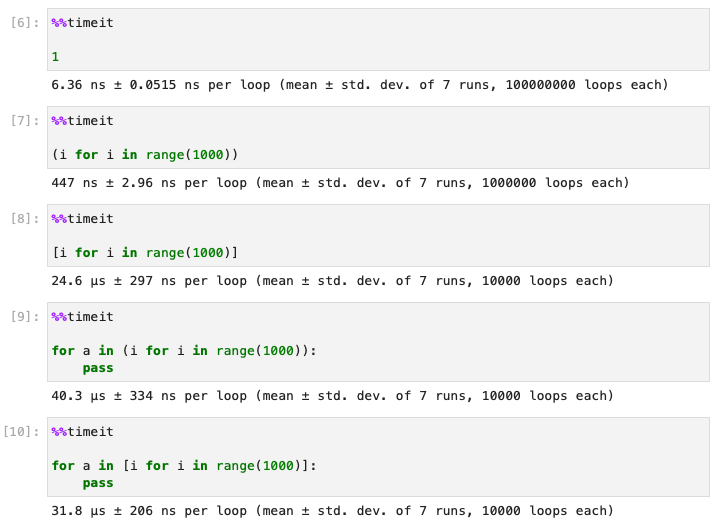 [6]: %%timeit
1
6.36 ns ± 0.0515 ns per loop (mean ± std. dev. of 7 runs, 100000000 loops each)
[7]: %%timeit
(i for i in range(1000))
447 ns ± 2.96 ns per loop (mean ± std. dev. of 7 runs, 1000000 loops each)
[8]: %%timeit
[i for i in range(1000)]
24.6 µs ± 297 ns per loop (mean ± std. dev. of 7 runs, 10000 loops each)
[9]: %%timeit
for a in (i for i in range(1000)):
    pass
40.3 µs ± 334 ns per loop (mean ± std. dev. of 7 runs, 10000 loops each)
[10]: %%timeit
for a in [i for i in range(1000)]:
    pass
31.8 µs ± 206 ns per loop (mean ± std. dev. of 7 runs, 10000 loops each)